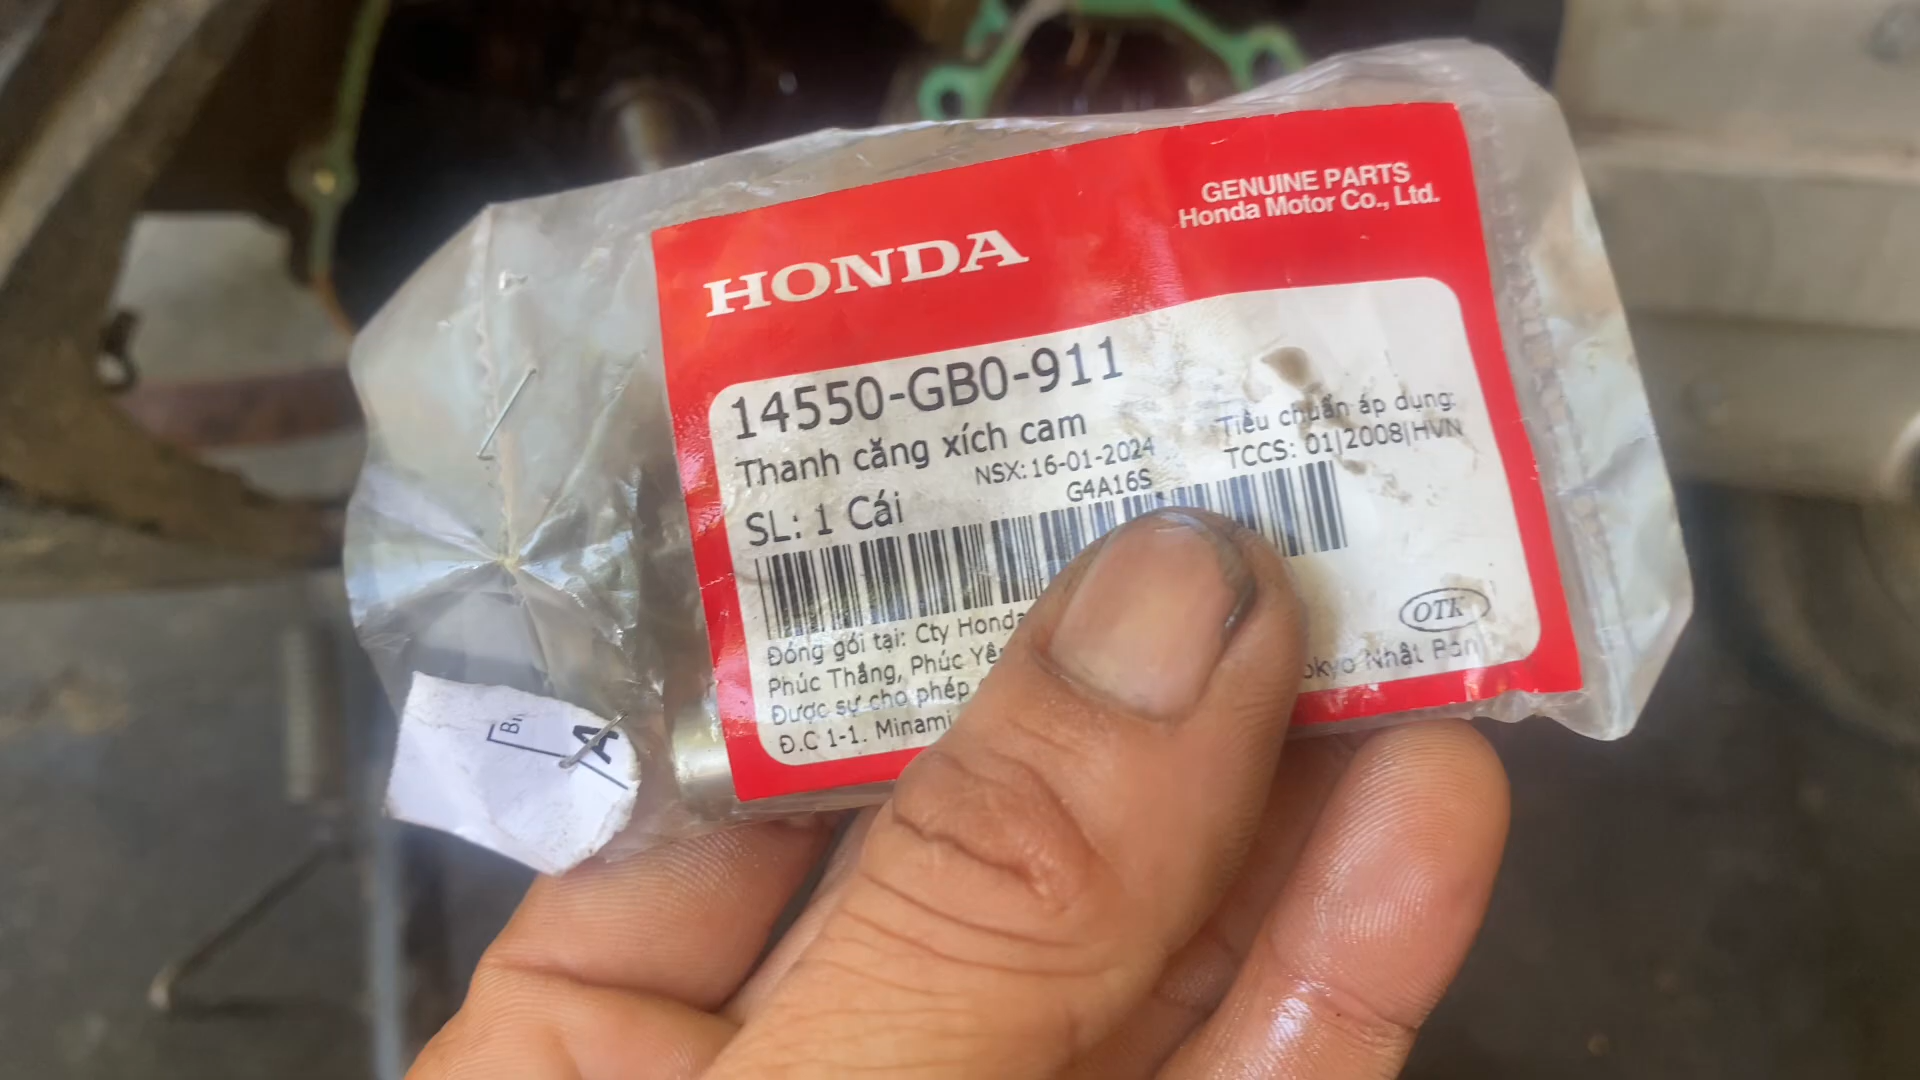 GENUINE PARTS
Honda Motor Co., Ltd.
HONDA
14550-GB0-911
Thanh căng xích cam
NSX: 16-01-2024
G4A16S
Tiêu chuẩn áp dụng:
TCCS: 01|2008|HVN
SL: 1 Cái
Đóng gói tại: Cty Honda
Phúc Thắng, Phúc Yên
Được sự cho phép
Đ.C 1-1. Minami
Nhật Bản
OTK
A